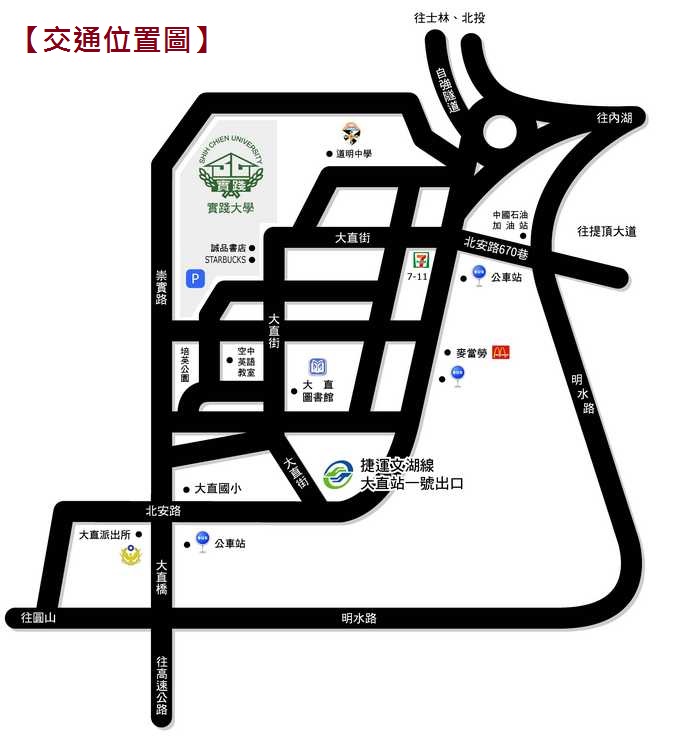 【交通位置圖】
往士林、北投
自強隧道
往內湖
SHIH CHIEN UNIVERSITY
實踐
實踐大學
道明中學
中國石油
加油站
往提頂大道
大直街
北安路670巷
誠品書店
STARBUCKS
P
7-11
公車站
崇實路
大直街
培英公園
空中
英語
教室
大直
圖書館
麥當勞
明水路
大直街
捷運文湖線
大直站一號出口
大直國小
北安路
大直派出所
公車站
大直橋
往圓山
明水路
往高速公路